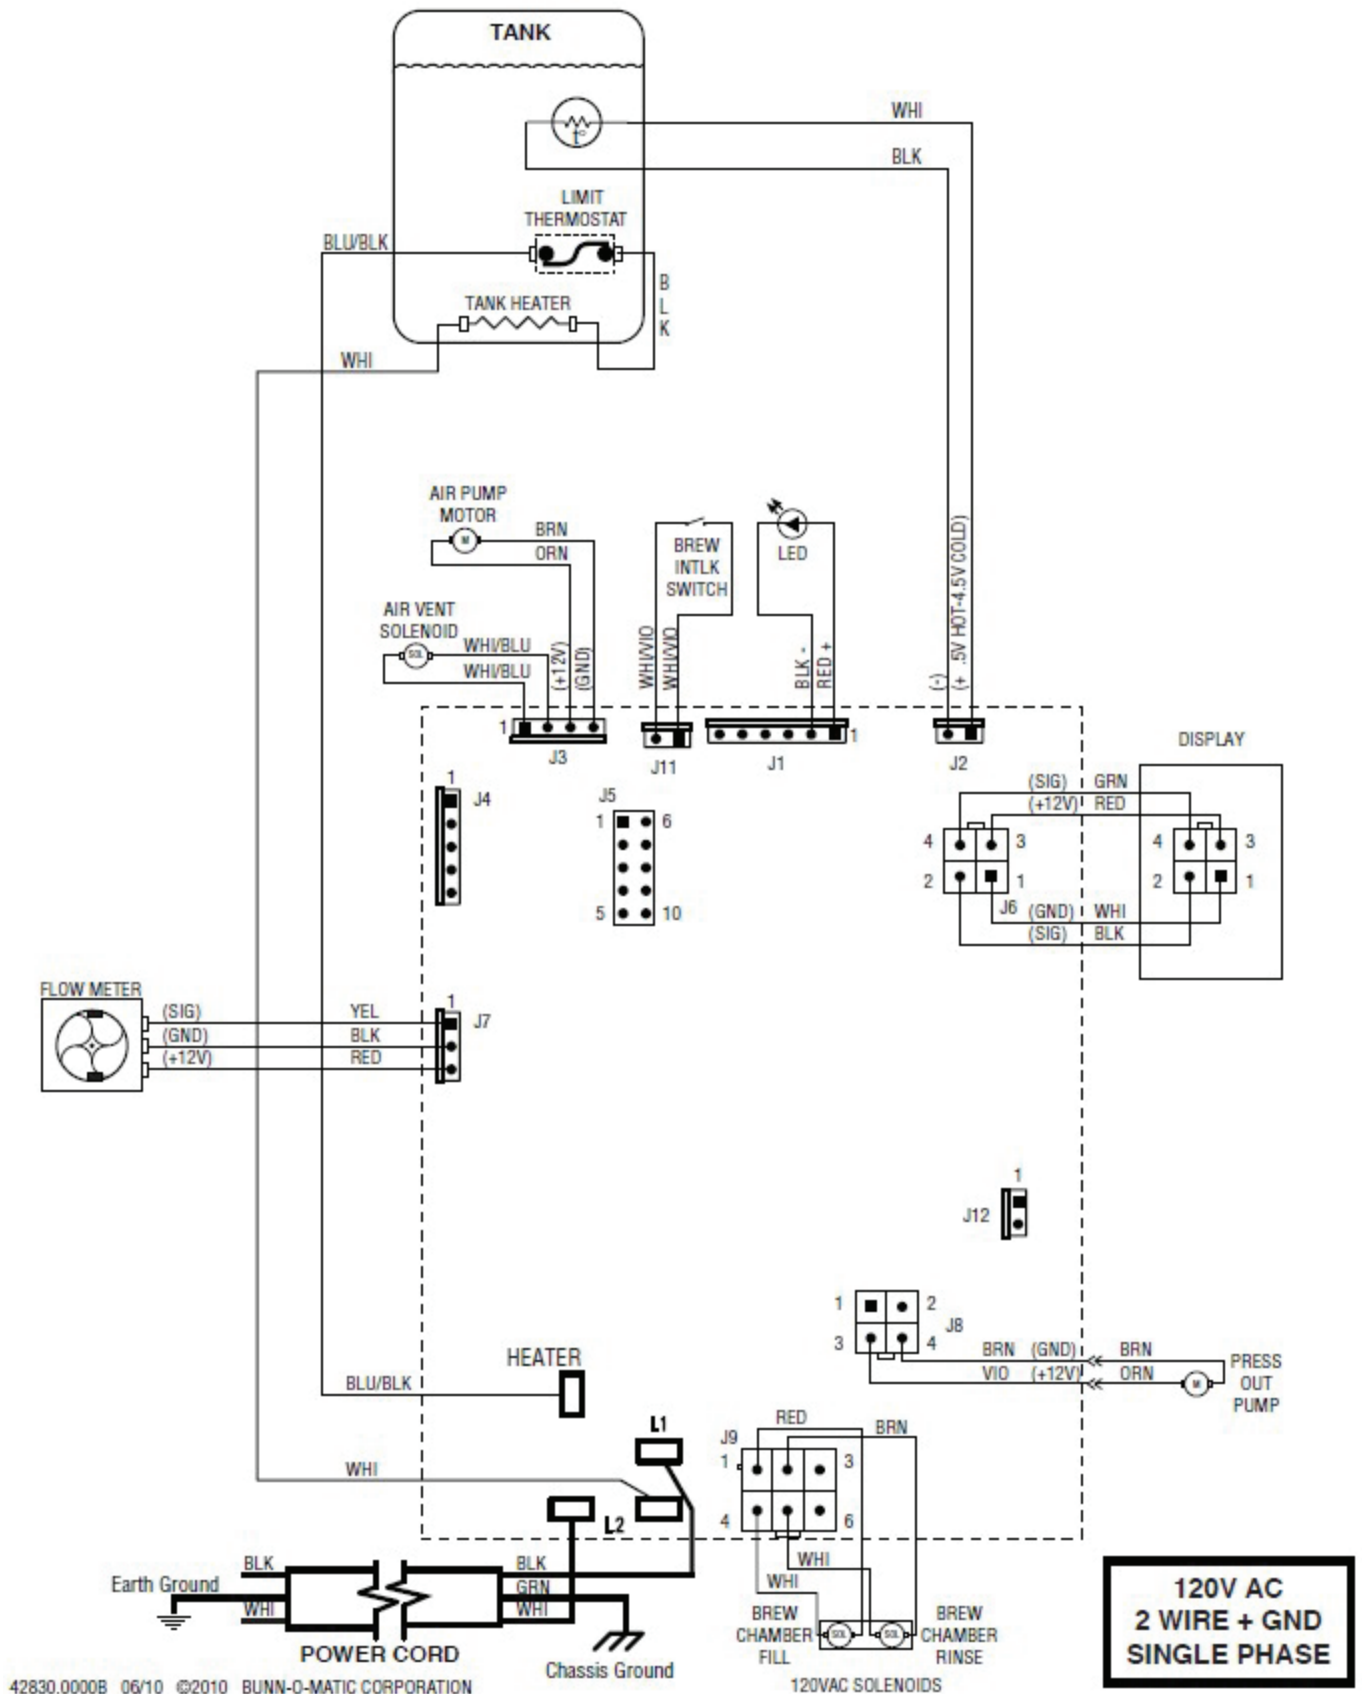 TANK
t°
WHI
BLK
LIMIT
THERMOSTAT
BLU/BLK
BLK
TANK HEATER
WHI
AIR PUMP
MOTOR
M
BRN
ORN
AIR VENT
SOLENOID
SOL
WHI/BLU
WHI/BLU
(+12V)
(GND)
BREW
INTLK
SWITCH
WHI/VIO
WHI/VIO
LED
BLK -
RED +
(-)
(+ .5V HOT-4.5V COLD)
1
J3
J11
J1
1
J2
DISPLAY
1
J4
J5
1
6
5
10
(SIG) GRN
(+12V) RED
4
3
2
1
J6
4
3
2
1
(GND) WHI
(SIG) BLK
FLOW METER
(SIG) YEL
(GND) BLK
(+12V) RED
1
J7
1
J12
1
2
3
4
J8
BRN (GND) BRN
VIO (+12V) ORN
M
PRESS
OUT
PUMP
HEATER
BLU/BLK
L1
WHI
L2
J9
RED
BRN
1
3
4
6
WHI
WHI
BLK
Earth Ground
WHI
BLK
GRN
WHI
POWER CORD
Chassis Ground
BREW
CHAMBER
FILL
SOL
SOL
BREW
CHAMBER
RINSE
120VAC SOLENOIDS
120V AC
2 WIRE + GND
SINGLE PHASE
42830.0000B 06/10 ©2010 BUNN-O-MATIC CORPORATION